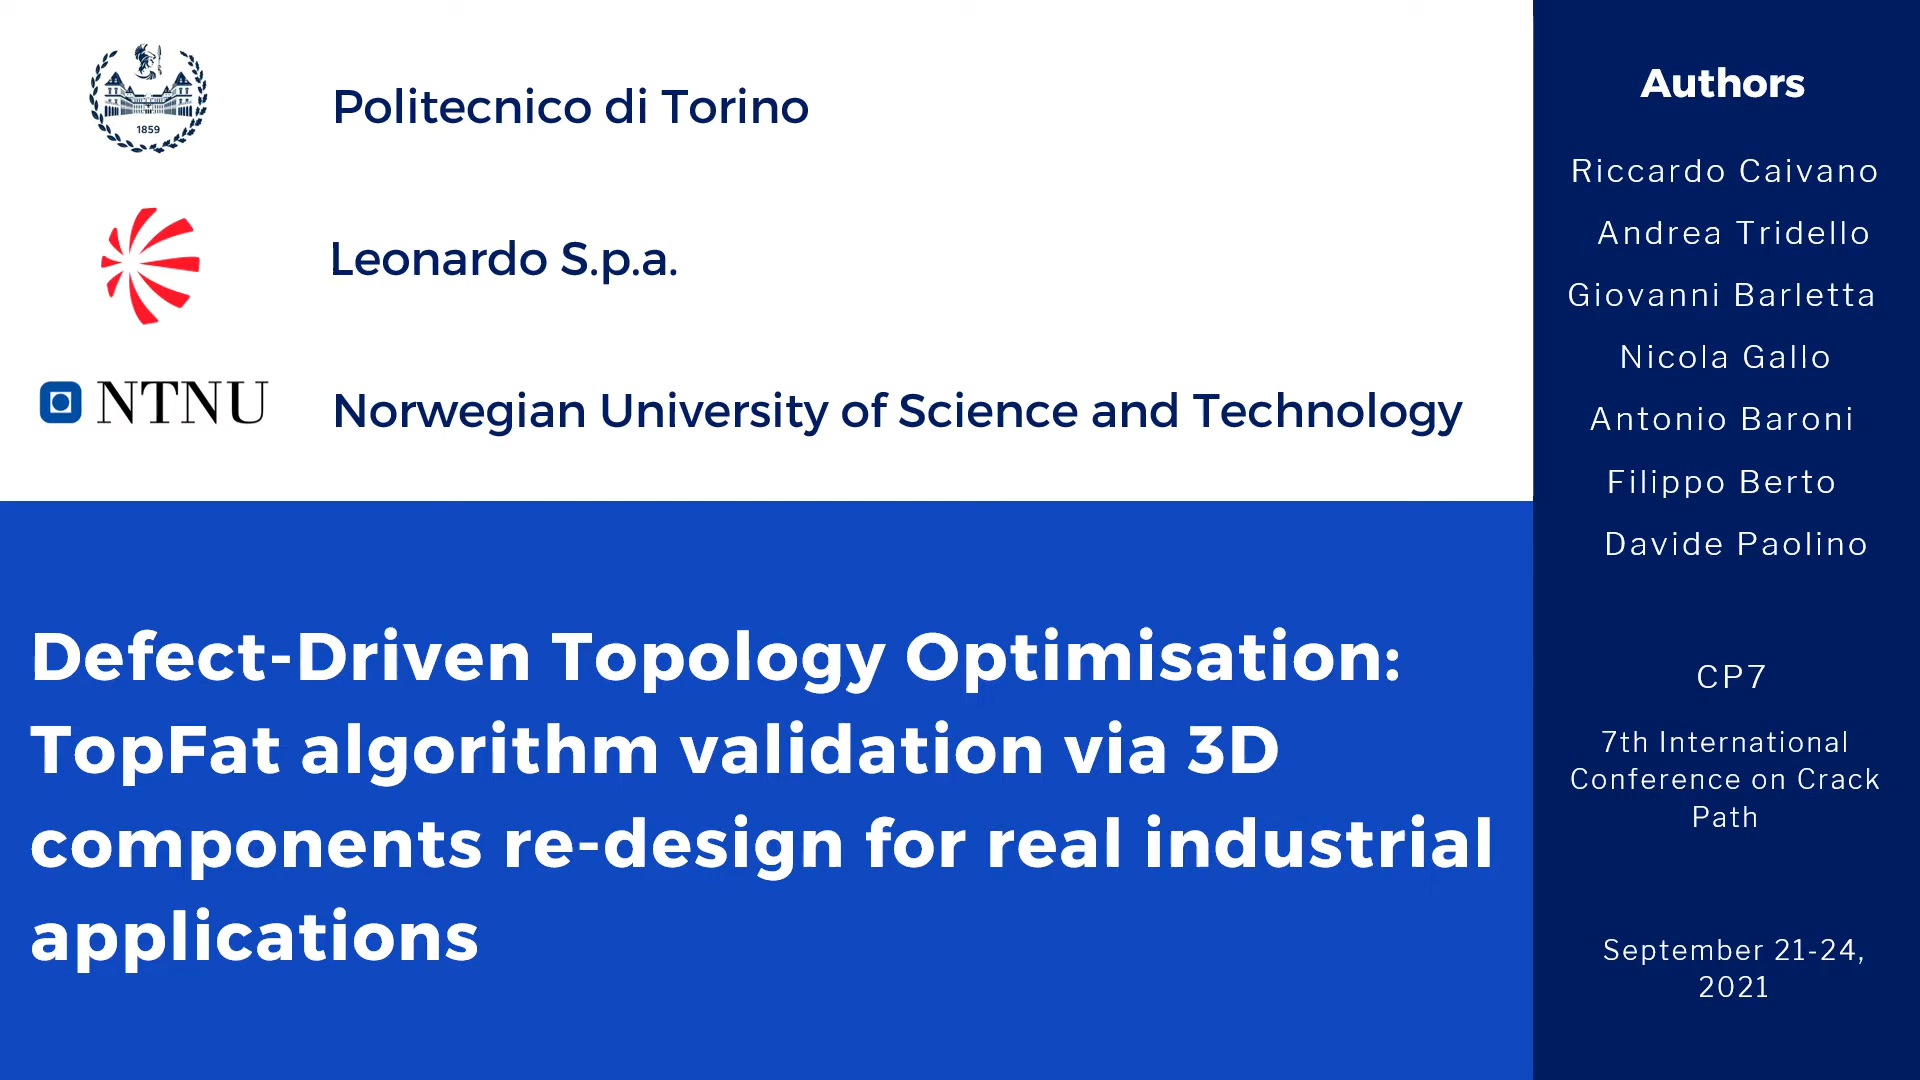 1859
Politecnico di Torino
Leonardo S.p.a.
NTNU
Norwegian University of Science and Technology
Defect-Driven Topology Optimisation:
TopFat algorithm validation via 3D
components re-design for real industrial
applications
Authors
Riccardo Caivano
Andrea Tridello
Giovanni Barletta
Nicola Gallo
Antonio Baroni
Filippo Berto
Davide Paolino
CP7
7th International
Conference on Crack
Path
September 21-24,
2021